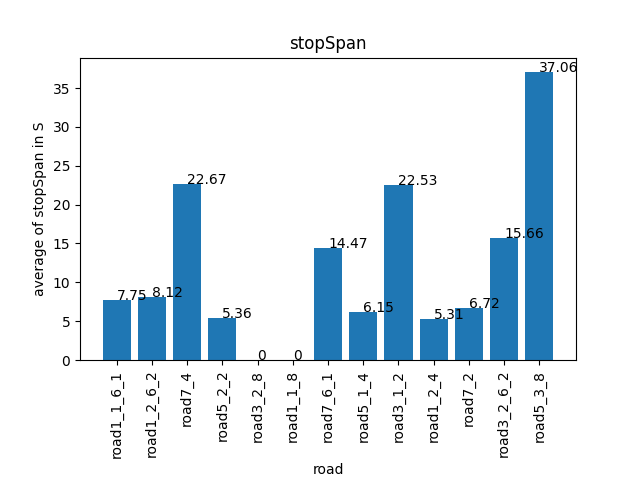 stopSpan
average of stopSpan in S
35
30
25
20
15
10
5
0
7.75
8.12
22.67
5.36
0
0
14.47
6.15
22.53
5.31
6.72
15.66
37.06
road1_1_6_1
road1_2_6_2
road7_4
road5_2_2
road3_2_8
road1_1_8
road7_6_1
road5_1_4
road3_1_2
road1_2_4
road7_2
road3_2_6_2
road5_3_8
road